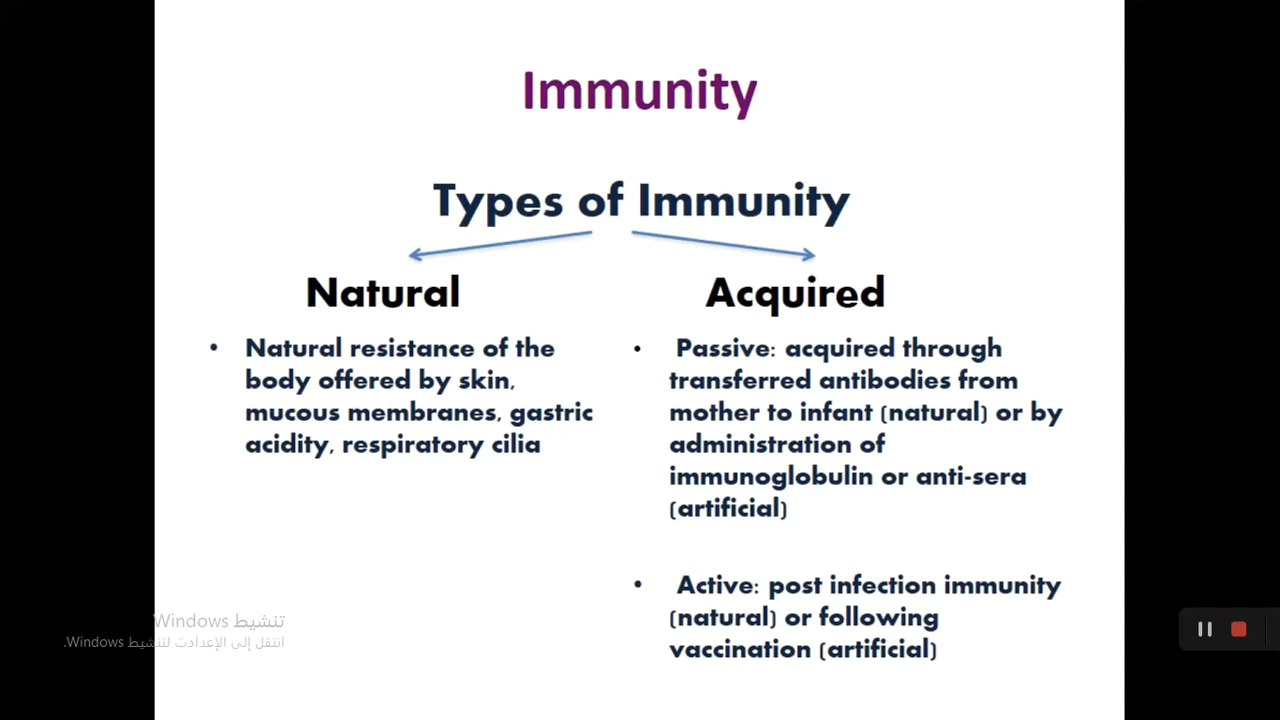 Immunity
Types of Immunity
Natural
• Natural resistance of the
body offered by skin,
mucous membranes, gastric
acidity, respiratory cilia
Acquired
• Passive: acquired through
transferred antibodies from
mother to infant (natural) or by
administration of
immunoglobulin or anti-sera
(artificial)
• Active: post infection immunity
(natural) or following
vaccination (artificial)
تنشيط Windows
انتقل إلى الإعدادت لتنشيط Windows.